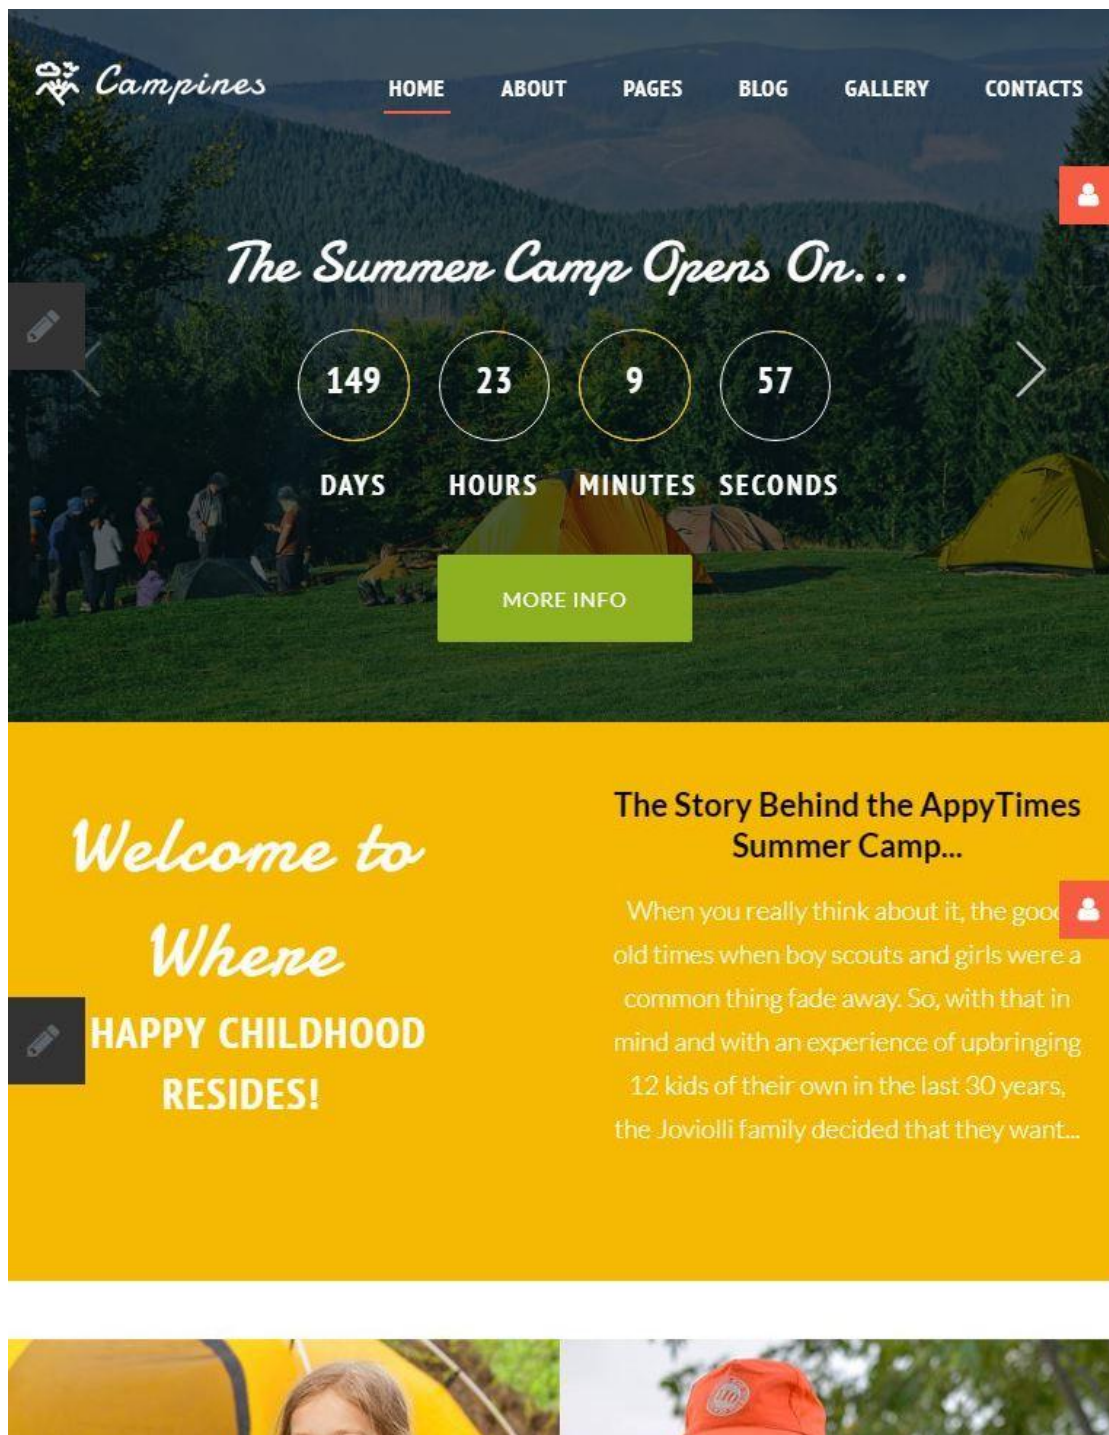 Campines
HOME ABOUT PAGES BLOG GALLERY CONTACTS
The Summer Camp Opens On...
149 23 9 57
DAYS HOURS MINUTES SECONDS
MORE INFO
Welcome to
Where
HAPPY CHILDHOOD
RESIDES!
The Story Behind the AppyTimes
Summer Camp...
When you really think about it, the good
old times when boy scouts and girls were a
common thing fade away. So, with that in
mind and with an experience of upbringing
12 kids of their own in the last 30 years,
the Joviolli family decided that they want...